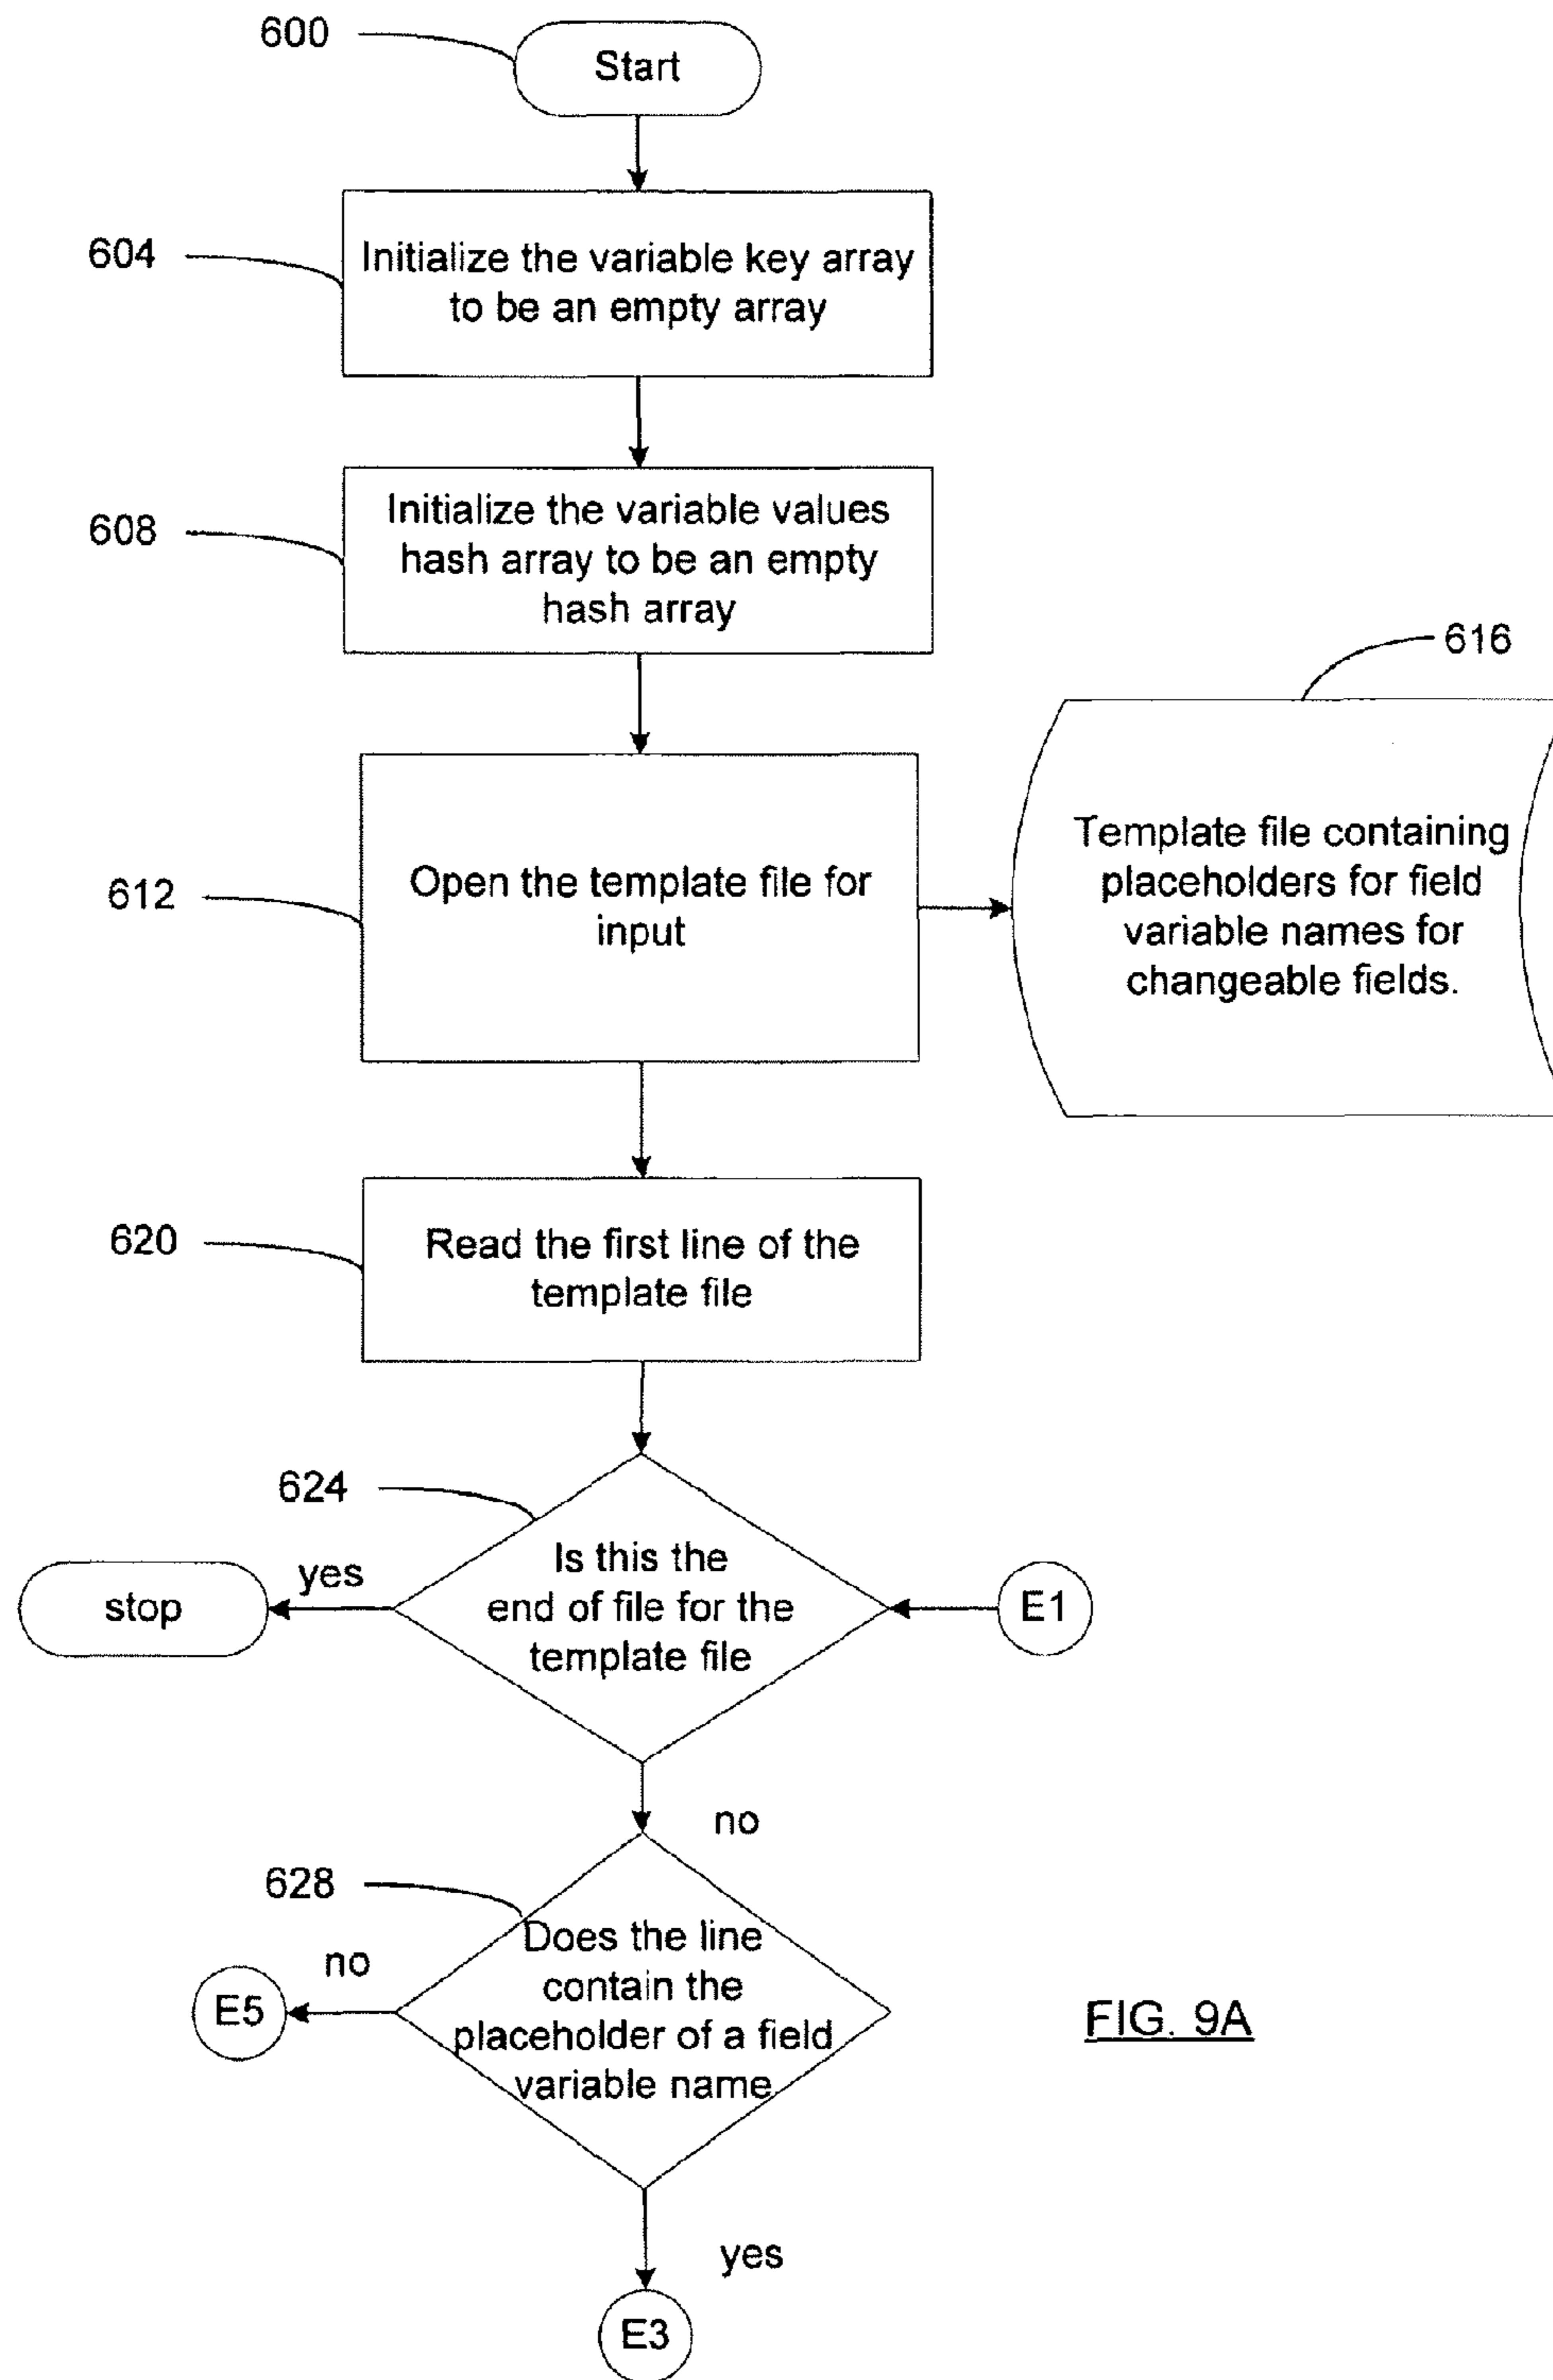 600
Start
604
Initialize the variable key array
to be an empty array
608
Initialize the variable values
hash array to be an empty
hash array
616
612
Open the template file for
input
Template file containing
placeholders for field
variable names for
changeable fields.
620
Read the first line of the
template file
624
Is this the
end of file for the
template file
yes
stop
E1
no
628
Does the line
contain the
placeholder of a field
variable name
no
E5
FIG. 9A
yes
E3